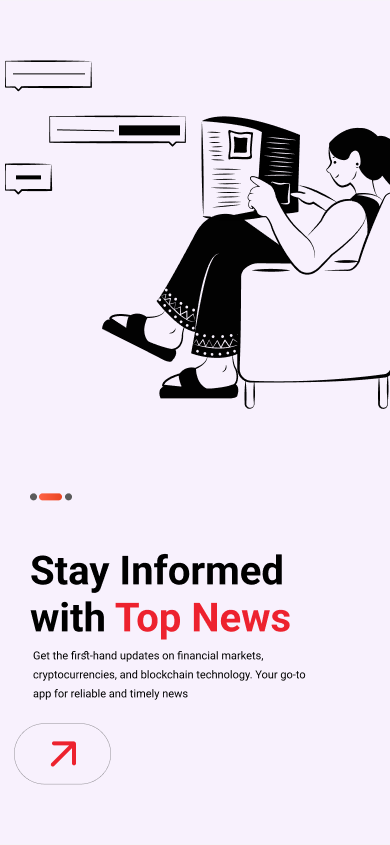 Stay Informed
with Top News
Get the first-hand updates on financial markets,
cryptocurrencies, and blockchain technology. Your go-to
app for reliable and timely news